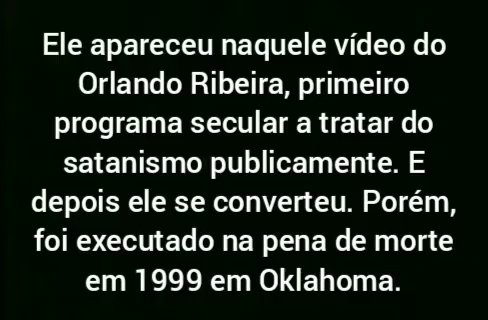 Ele apareceu naquele vídeo do
Orlando Ribeira, primeiro
programa secular a tratar do
satanismo publicamente. E
depois ele se converteu. Porém,
foi executado na pena de morte
em 1999 em Oklahoma.